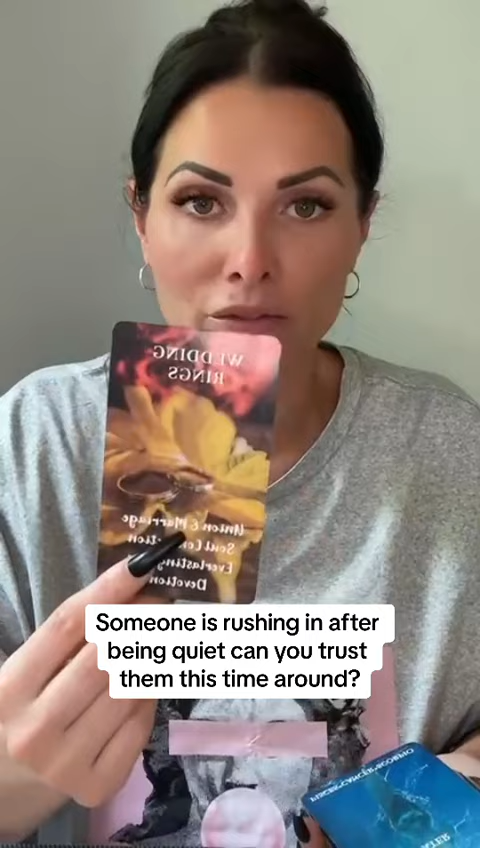 WEDDING
RINGS
Union & Marriage
Soul
Everlasting
Devotion
Someone is rushing in after
being quiet can you trust
them this time around?